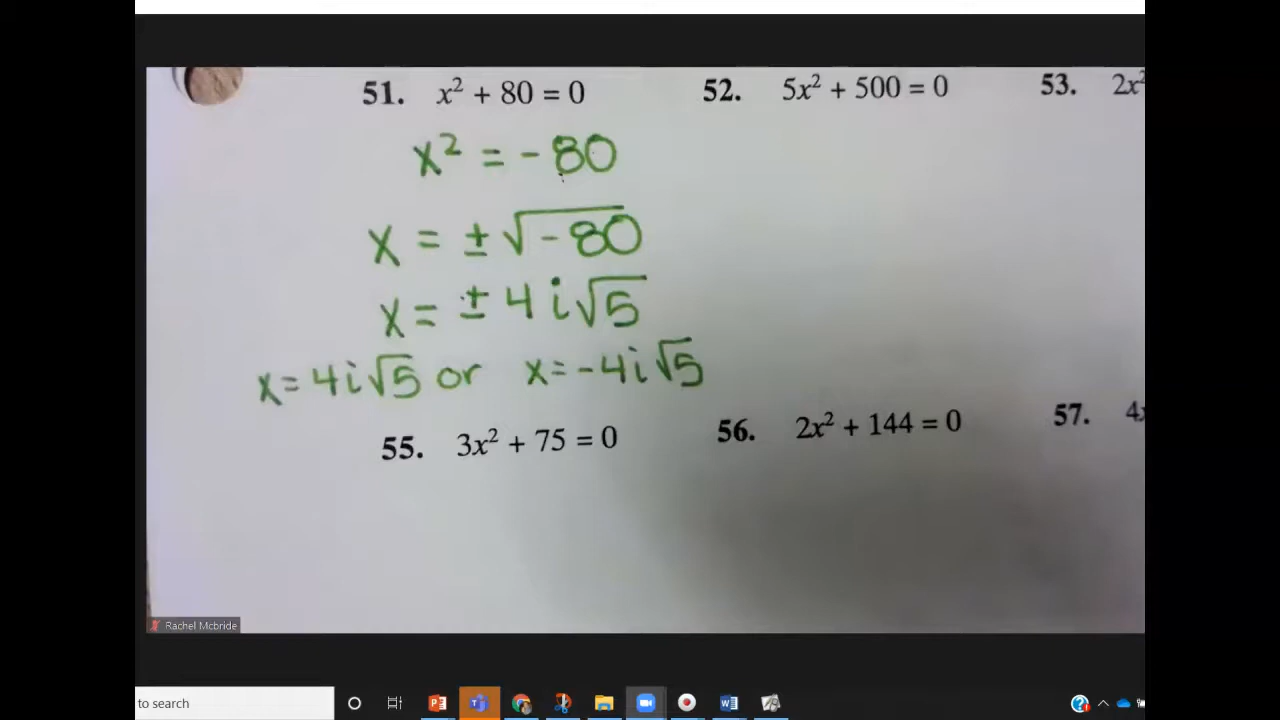 51. x² + 80 = 0
52. 5x² + 500 = 0
53. 2x²
x² = -80
x = ± √-80
x = ± 4i√5
x = 4i√5 or x = -4i√5
55. 3x² + 75 = 0
56. 2x² + 144 = 0
57. 4x
Rachel Mcbride
to search